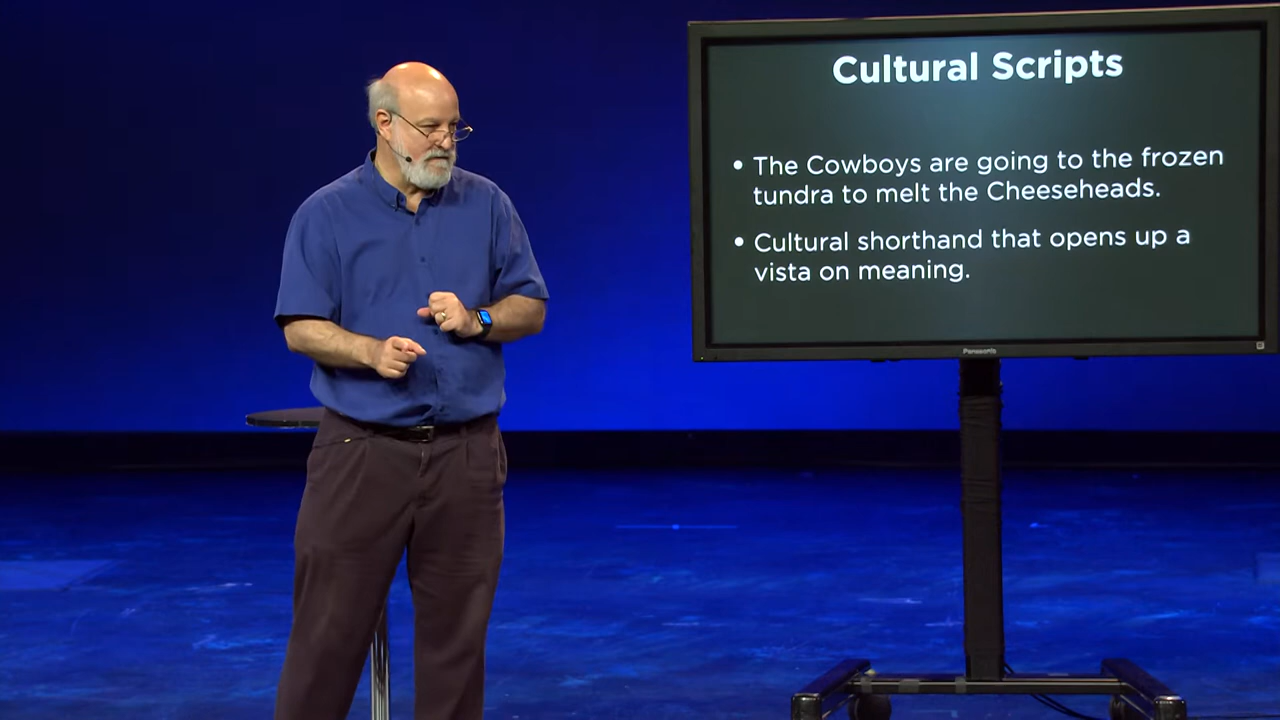 Cultural Scripts
• The Cowboys are going to the frozen
tundra to melt the Cheeseheads.
• Cultural shorthand that opens up a
vista on meaning.
Panasonic